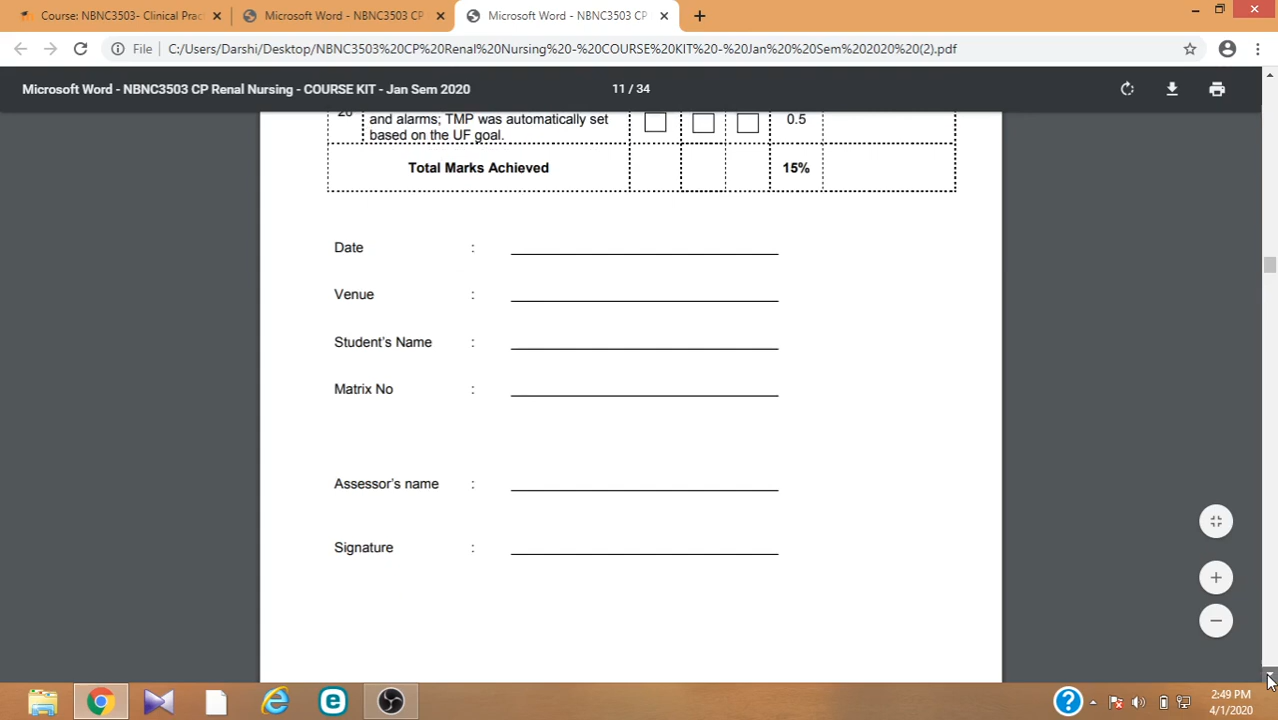 Course: NBNC3503- Clinical Prac
Microsoft Word - NBNC3503 CP
Microsoft Word - NBNC3503 CP
File
C:/Users/Darshi/Desktop/NBNC3503%20CP%20Renal%20Nursing%20-%20COURSE%20KIT%20-%20Jan%20%20Sem%202020%20(2).pdf
Microsoft Word - NBNC3503 CP Renal Nursing - COURSE KIT - Jan Sem 2020
11 / 34
and alarms; TMP was automatically set
based on the UF goal.
0.5
Total Marks Achieved
15%
Date :
Venue :
Student's Name :
Matrix No :
Assessor's name :
Signature :
2:49 PM
4/1/2020